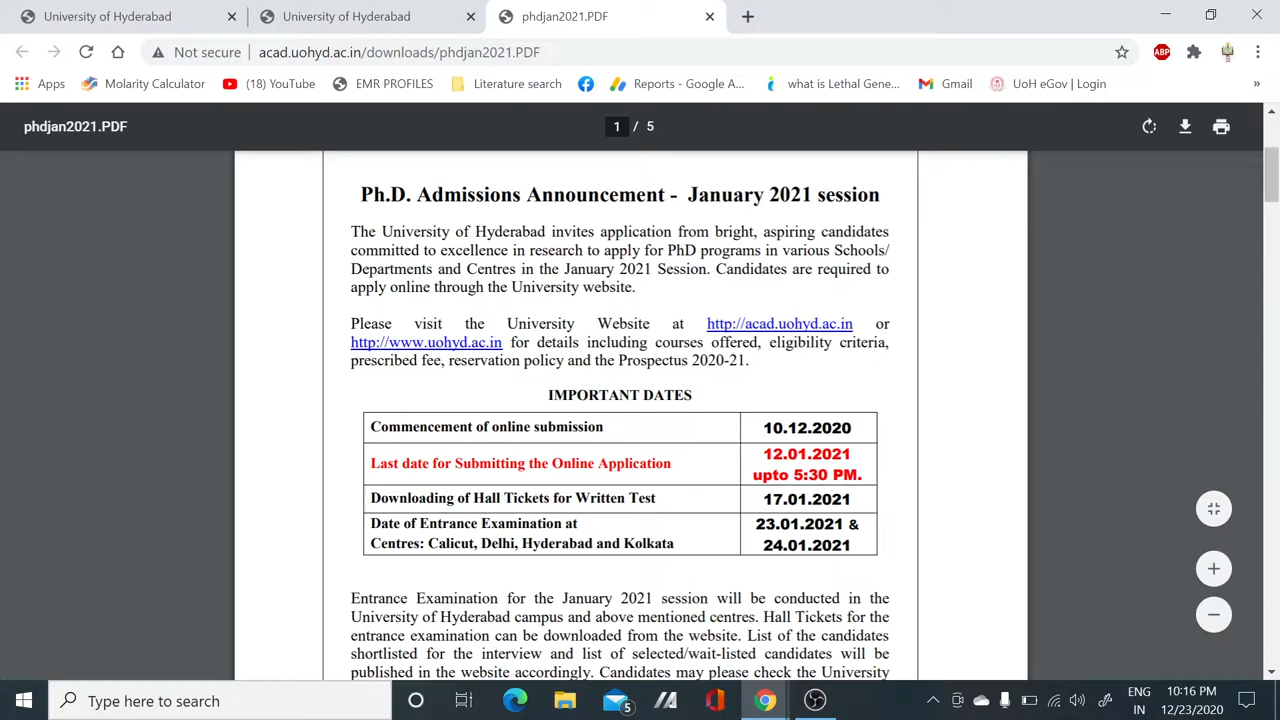 University of Hyderabad
University of Hyderabad
phdjan2021.PDF
Not secure
acad.uohyd.ac.in/downloads/phdjan2021.PDF
ABP
Apps
Molarity Calculator
(18) YouTube
EMR PROFILES
Literature search
Reports - Google A...
what is Lethal Gene...
Gmail
UoH eGov | Login
»
phdjan2021.PDF
1 / 5
Ph.D. Admissions Announcement - January 2021 session
The University of Hyderabad invites application from bright, aspiring candidates
committed to excellence in research to apply for PhD programs in various Schools/
Departments and Centres in the January 2021 Session. Candidates are required to
apply online through the University website.
Please visit the University Website at http://acad.uohyd.ac.in or
http://www.uohyd.ac.in for details including courses offered, eligibility criteria,
prescribed fee, reservation policy and the Prospectus 2020-21.
IMPORTANT DATES
Commencement of online submission
10.12.2020
Last date for Submitting the Online Application
12.01.2021
upto 5:30 PM.
Downloading of Hall Tickets for Written Test
17.01.2021
Date of Entrance Examination at
Centres: Calicut, Delhi, Hyderabad and Kolkata
23.01.2021 &
24.01.2021
Entrance Examination for the January 2021 session will be conducted in the
University of Hyderabad campus and above mentioned centres. Hall Tickets for the
entrance examination can be downloaded from the website. List of the candidates
shortlisted for the interview and list of selected/wait-listed candidates will be
published in the website accordingly. Candidates may please check the University
Type here to search
5
ENG
IN
10:16 PM
12/23/2020